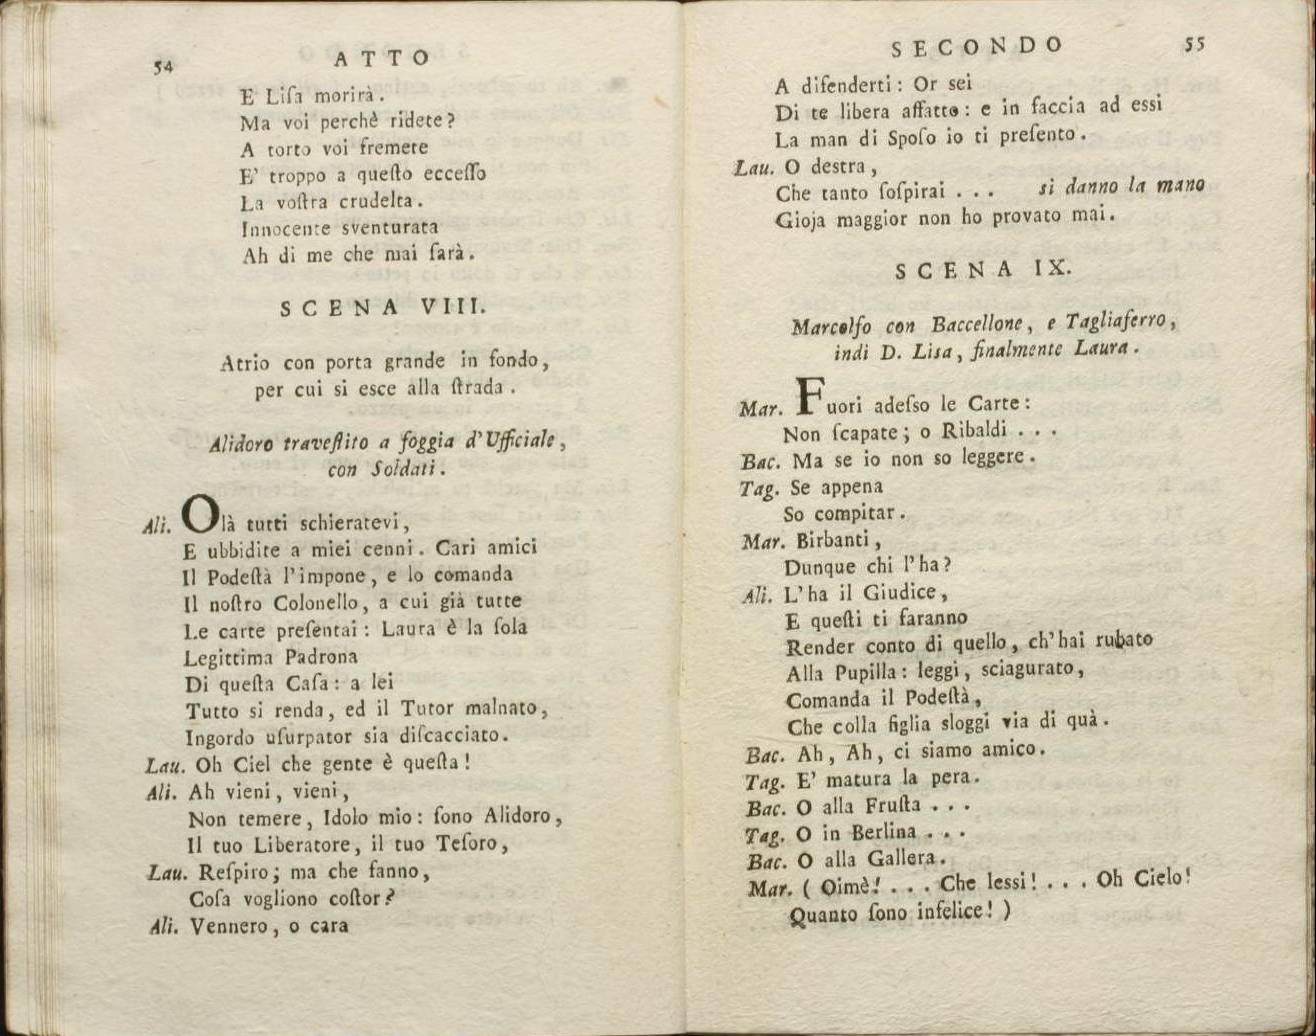 54 ATTO
E Liſa morirà.
Ma voi perchè ridete?
A torto voi fremete
E' troppo a queſto ecceſſo
La voſtra crudelta.
Innocente sventurata
Ah di me che mai ſarà.
SCENA VIII.
Atrio con porta grande in fondo,
per cui si esce alla ſtrada.
Alidoro traveſtito a foggia d'Ufficiale,
con Soldati.
Ali. Olà tutti schieratevi,
E ubbidite a miei cenni. Cari amici
Il Podeſtà l'impone, e lo comanda
Il noſtro Colonello, a cui già tutte
Le carte preſentai: Laura è la ſola
Legittima Padrona
Di queſta Caſa: a lei
Tutto si renda, ed il Tutor malnato,
Ingordo uſurpator sia diſcacciato.
Lau. Oh Ciel che gente è queſta!
Ali. Ah vieni, vieni,
Non temere, Idolo mio: ſono Alidoro,
Il tuo Liberatore, il tuo Teſoro,
Lau. Reſpiro; ma che fanno,
Coſa vogliono coſtor?
Ali. Vennero, o cara
SECONDO 55
A difenderti: Or sei
Di te libera affatto: e in faccia ad essi
La man di Spoſo io ti preſento.
Lau. O destra,
Che tanto ſoſpirai . . . si danno la mano
Gioja maggior non ho provato mai.
SCENA IX.
Marcolfo con Baccellone, e Tagliaferro,
indi D. Lisa, finalmente Laura.
Mar. Fuori adeſso le Carte:
Non ſcapate; o Ribaldi . . .
Bac. Ma se io non so leggere.
Tag. Se appena
So compitar.
Mar. Birbanti,
Dunque chi l'ha?
Ali. L'ha il Giudice,
E queſti ti faranno
Render conto di quello, ch'hai rubato
Alla Pupilla: leggi, sciagurato,
Comanda il Podeſtà,
Che colla figlia sloggi via di quà.
Bac. Ah, Ah, ci siamo amico.
Tag. E' matura la pera.
Bac. O alla Fruſta . . .
Tag. O in Berlina . . .
Bac. O alla Gallera.
Mar. ( Oimè! . . . Che lessi! . . . Oh Cielo!
Quanto ſono infelice! )